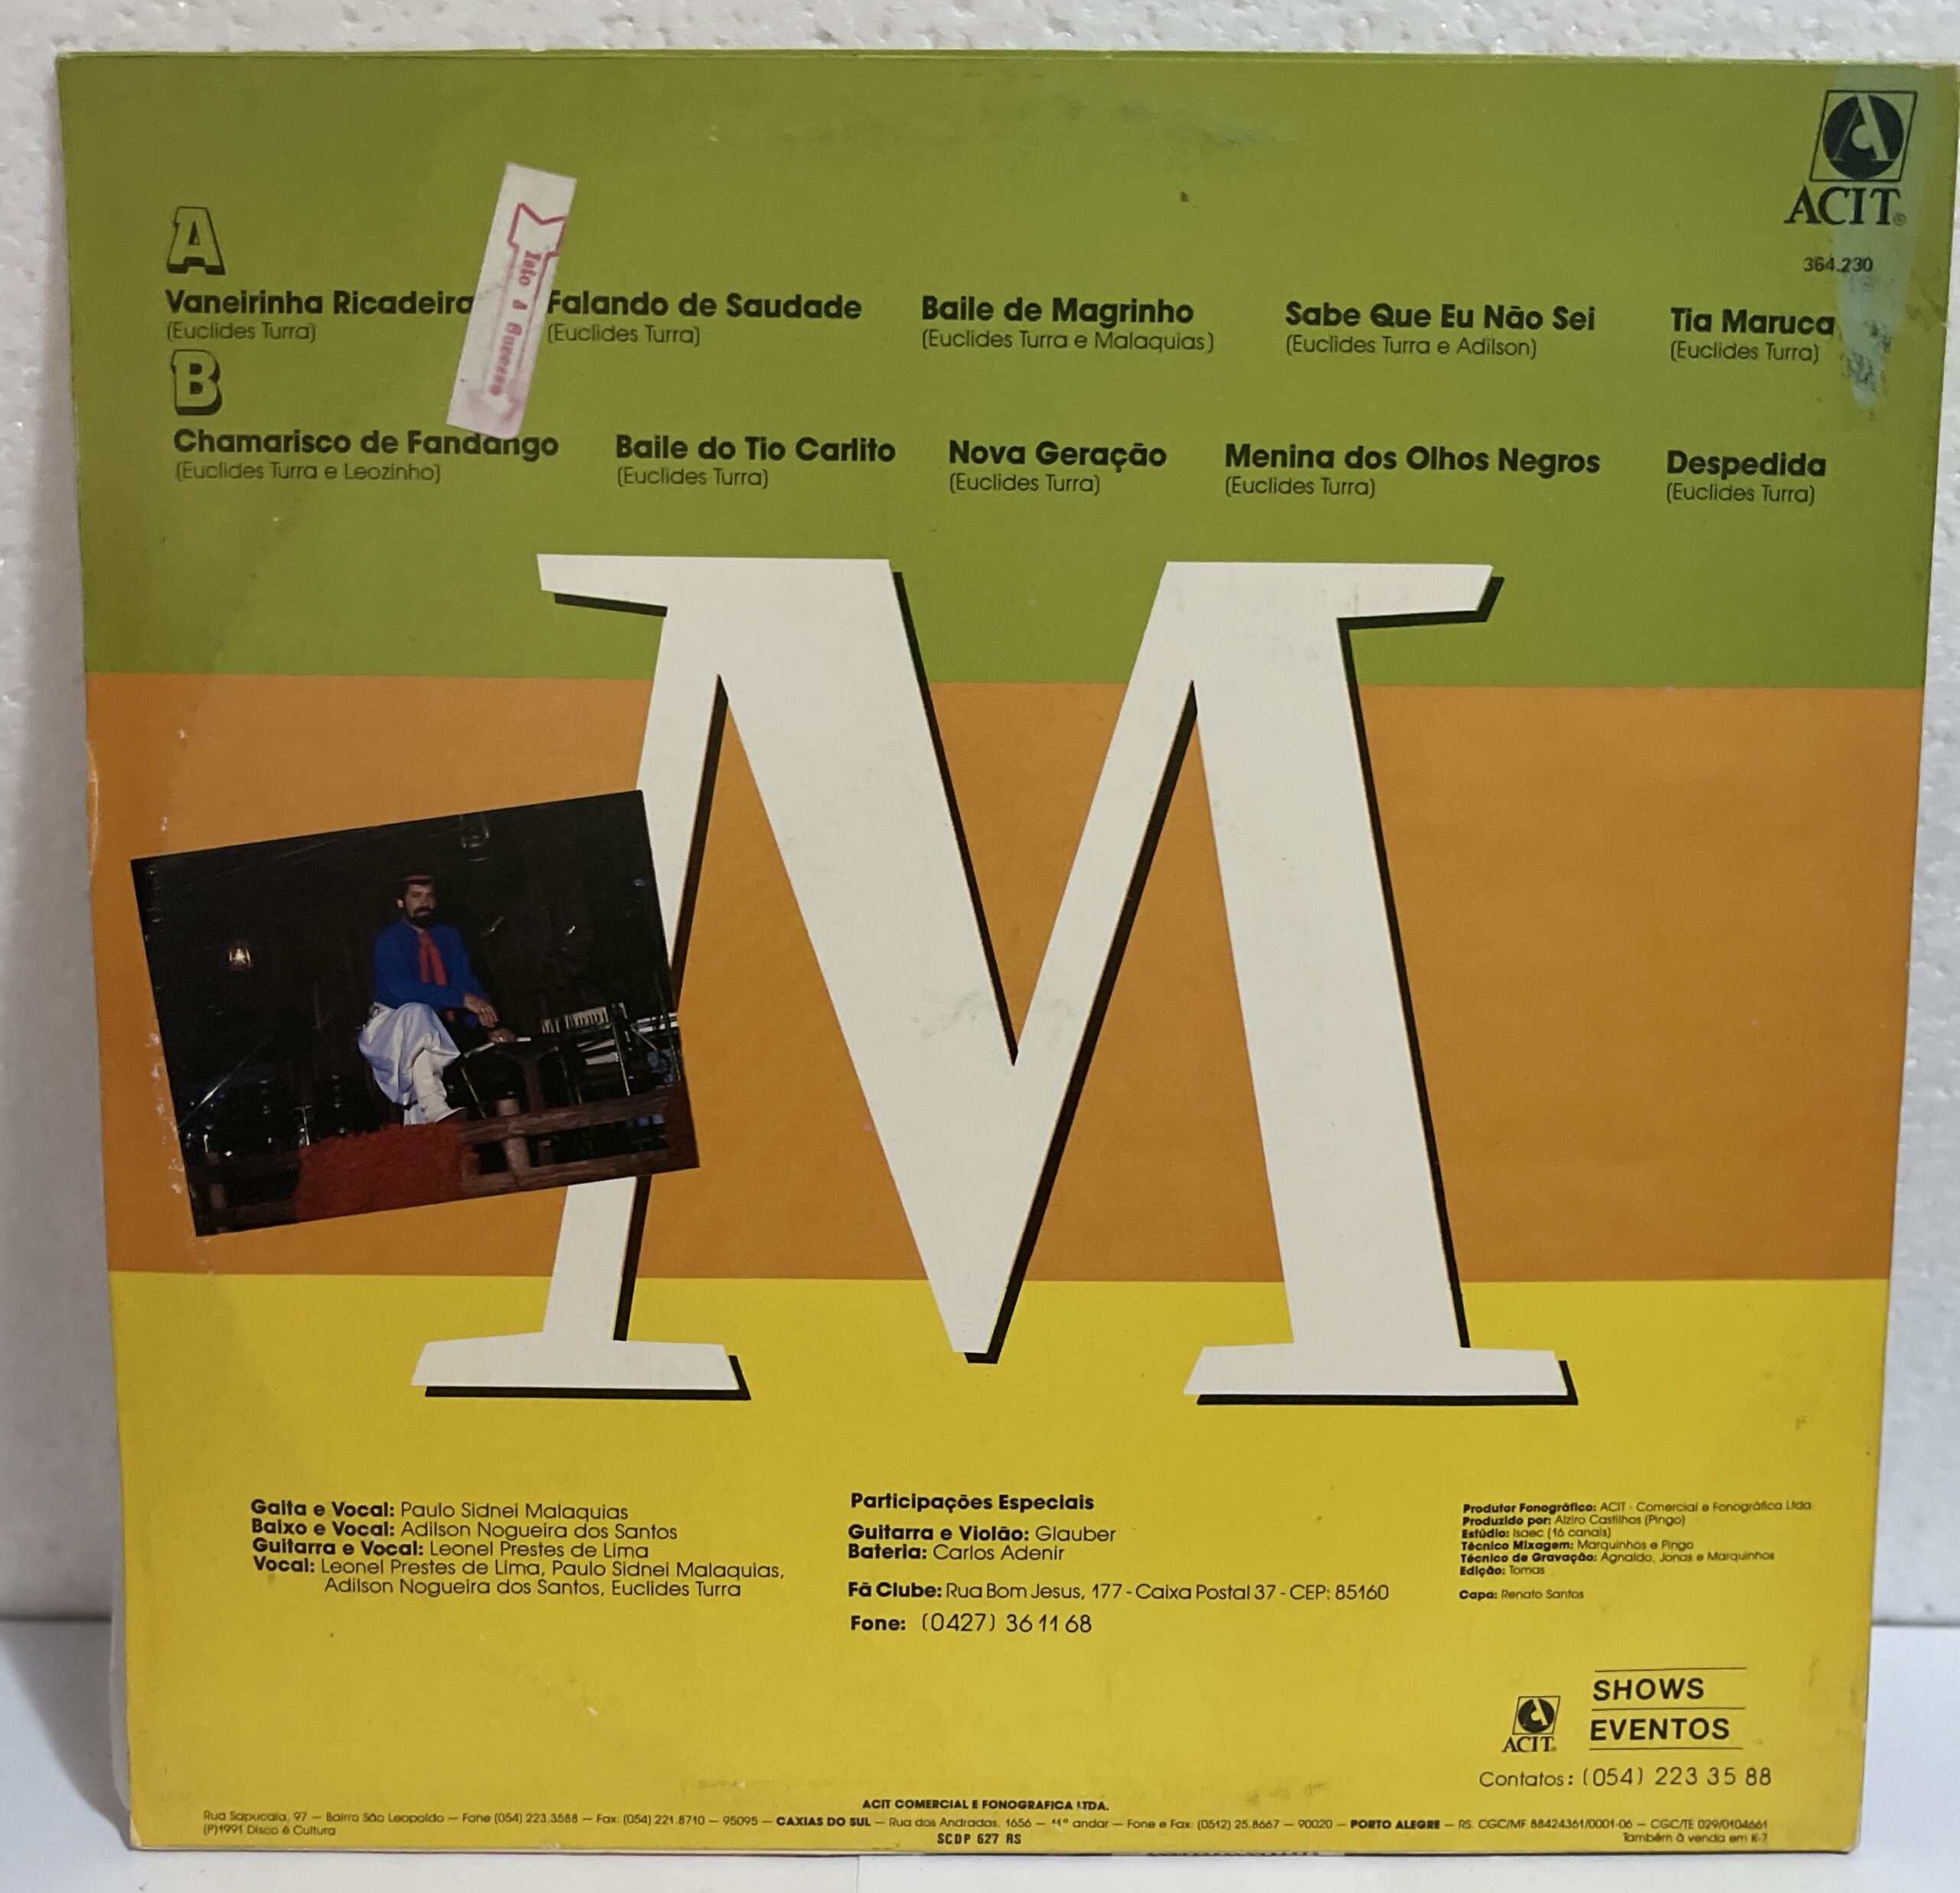 ACIT®
364.230
A
Vaneirinha Ricadeira
(Euclides Turra)
Falando de Saudade
(Euclides Turra)
Baile de Magrinho
(Euclides Turra e Malaquias)
Sabe Que Eu Não Sei
(Euclides Turra e Adilson)
Tia Maruca
(Euclides Turra)
Isto é Sucesso
B
Chamarisco de Fandango
(Euclides Turra e Leozinho)
Baile do Tio Carlito
(Euclides Turra)
Nova Geração
(Euclides Turra)
Menina dos Olhos Negros
(Euclides Turra)
Despedida
(Euclides Turra)
M
Gaita e Vocal: Paulo Sidnei Malaquias
Baixo e Vocal: Adilson Nogueira dos Santos
Guitarra e Vocal: Leonel Prestes de Lima
Vocal: Leonel Prestes de Lima, Paulo Sidnei Malaquias,
Adilson Nogueira dos Santos, Euclides Turra
Participações Especiais
Guitarra e Violão: Glauber
Bateria: Carlos Adenir
Fã Clube: Rua Bom Jesus, 177 - Caixa Postal 37 - CEP: 85160
Fone: (0427) 36 11 68
Produtor Fonográfico: ACIT - Comercial e Fonográfica Ltda
Produzido por: Alziro Castilhos (Pingo)
Estúdio: Isaec (16 canais)
Técnico Mixagem: Marquinhos e Pingo
Técnico de Gravação: Agnaldo, Jonas e Marquinhos
Edição: Tomas
Capa: Renato Santos
ACIT®
SHOWS
EVENTOS
Contatos: (054) 223 35 88
ACIT COMERCIAL E FONOGRAFICA LTDA.
Rua Sapucaia, 97 — Bairro São Leopoldo — Fone (054) 223.3588 — Fax: (054) 221.8710 — 95095 — CAXIAS DO SUL — Rua dos Andradas, 1656 — 11º andar — Fone e Fax: (0512) 25.8667 — 90020 — PORTO ALEGRE — RS. CGC/MF 88424361/0001-06 — CGC/TE 029/0104661
(P)1991 Disco é Cultura
SCDP 627 RS
Também à venda em K-7